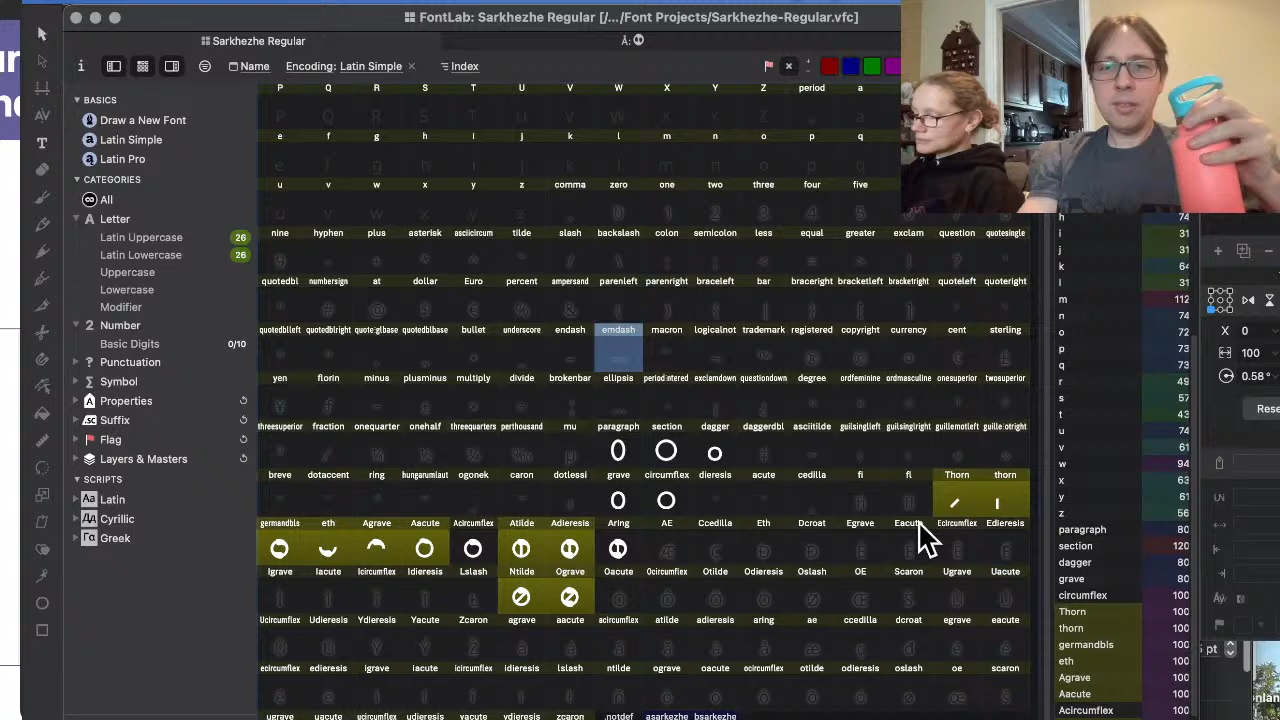 FontLab: Sarkhezhe Regular [/.../Font Projects/Sarkhezhe-Regular.vfc]
Sarkhezhe Regular
Name Encoding: Latin Simple Index
BASICS
Draw a New Font
Latin Simple
Latin Pro
CATEGORIES
All
Letter
Latin Uppercase 26
Latin Lowercase 26
Uppercase
Lowercase
Modifier
Number
Basic Digits 0/10
Punctuation
Symbol
Properties
Suffix
Flag
Layers & Masters
SCRIPTS
Latin
Cyrillic
Greek
P Q R S T U V W X Y Z period a
e f g h i j k l m n o p q
u v w x y z comma zero one two three four five
nine hyphen plus asterisk asciicircum tilde slash backslash colon semicolon less equal greater exclam question quotesingle
quotedbl numbersign at dollar Euro percent ampersand parenleft parenright braceleft bar braceright bracketleft bracketright quoteleft quoteright
quotedblleft quotedblright quotesinglbase quotedblbase bullet underscore endash emdash macron logicalnot trademark registered copyright currency cent sterling
yen florin minus plusminus multiply divide brokenbar ellipsis periodcentered exclamdown questiondown degree ordfeminine ordmasculine onesuperior twosuperior
threesuperior fraction onequarter onehalf threequarters perthousand mu paragraph section dagger daggerdbl asciitilde guilsinglleft guilsinglright guillemotleft guillemotright
breve dotaccent ring hungarumlaut ogonek caron dotlessi grave circumflex dieresis acute cedilla fi fl Thorn thorn
germandbls eth Agrave Aacute Acircumflex Atilde Adieresis Aring AE Ccedilla Eth Dcroat Egrave Eacute Ecircumflex Edieresis
Igrave Iacute Icircumflex Idieresis Lslash Ntilde Ograve Oacute Ocircumflex Otilde Odieresis Oslash OE Scaron Ugrave Uacute
Ucircumflex Udieresis Ydieresis Yacute Zcaron agrave aacute acircumflex atilde adieresis aring ae ccedilla dcroat egrave eacute
ecircumflex edieresis igrave iacute icircumflex idieresis lslash ntilde ograve oacute ocircumflex otilde odieresis oslash oe scaron
ugrave uacute ucircumflex udieresis yacute ydieresis zcaron .notdef asarkezhe bsarkezhe
h 74
i 31
j 31
k 64
l 31
m 112
n 74
o 72
p 73
q 73
r 49
s 57
t 43
u 74
v 61
w 94
x 63
y 61
z 56
paragraph 80
section 120
dagger 80
grave 80
circumflex 100
Thorn 100
thorn 100
germandbls 100
eth 100
Agrave 100
Aacute 100
Acircumflex 100
X 0
100
0.58°
Rese
5 pt